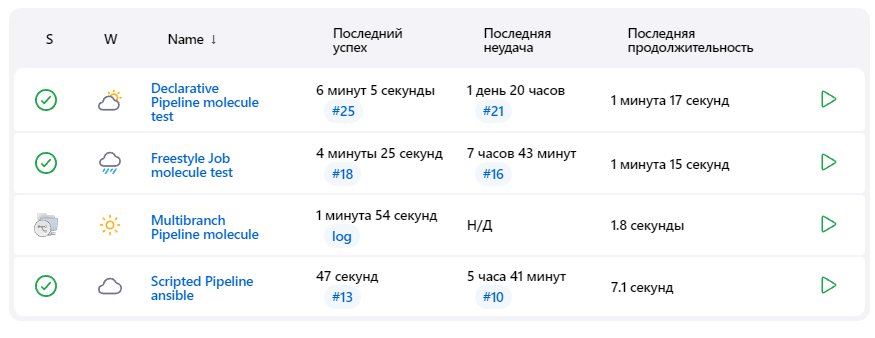 S W Name ↓ Последний успех Последняя неудача Последняя продолжительность
Declarative Pipeline molecule test 6 минут 5 секунды #25 1 день 20 часов #21 1 минута 17 секунд
Freestyle Job molecule test 4 минуты 25 секунд #18 7 часов 43 минут #16 1 минута 15 секунд
Multibranch Pipeline molecule 1 минута 54 секунд log Н/Д 1.8 секунды
Scripted Pipeline ansible 47 секунд #13 5 часа 41 минут #10 7.1 секунд